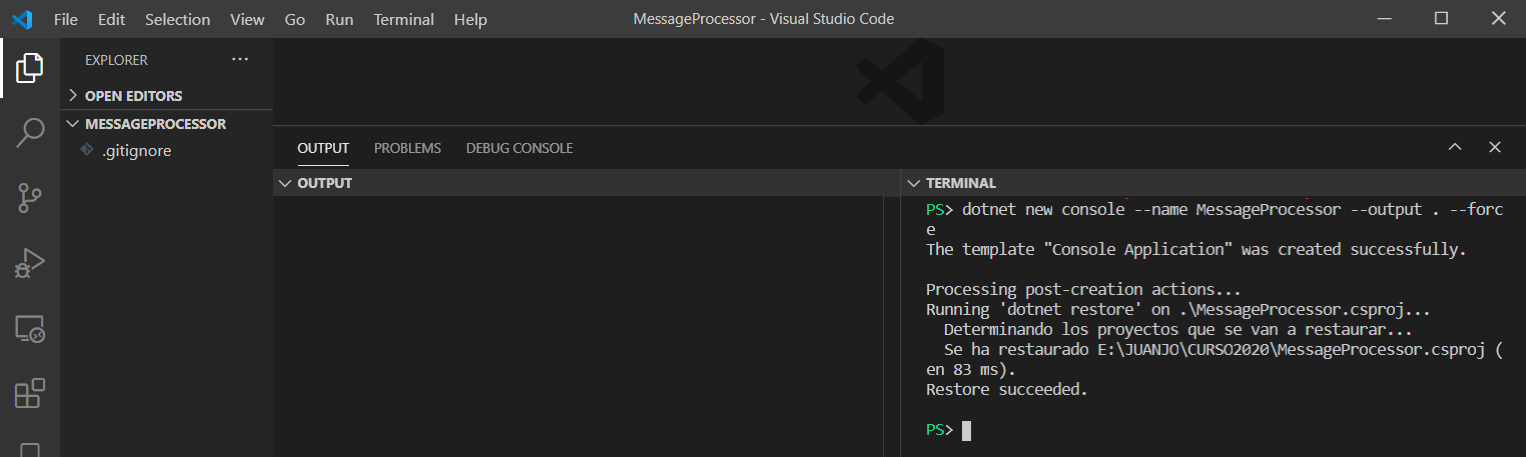 File Edit Selection View Go Run Terminal Help MessageProcessor - Visual Studio Code
EXPLORER
OPEN EDITORS
MESSAGEPROCESSOR
.gitignore
OUTPUT PROBLEMS DEBUG CONSOLE
OUTPUT
TERMINAL
PS> dotnet new console --name MessageProcessor --output . --forc
e
The template "Console Application" was created successfully.
Processing post-creation actions...
Running 'dotnet restore' on .\MessageProcessor.csproj...
Determinando los proyectos que se van a restaurar...
Se ha restaurado E:\JUANJO\CURSO2020\MessageProcessor.csproj (
en 83 ms).
Restore succeeded.
PS>